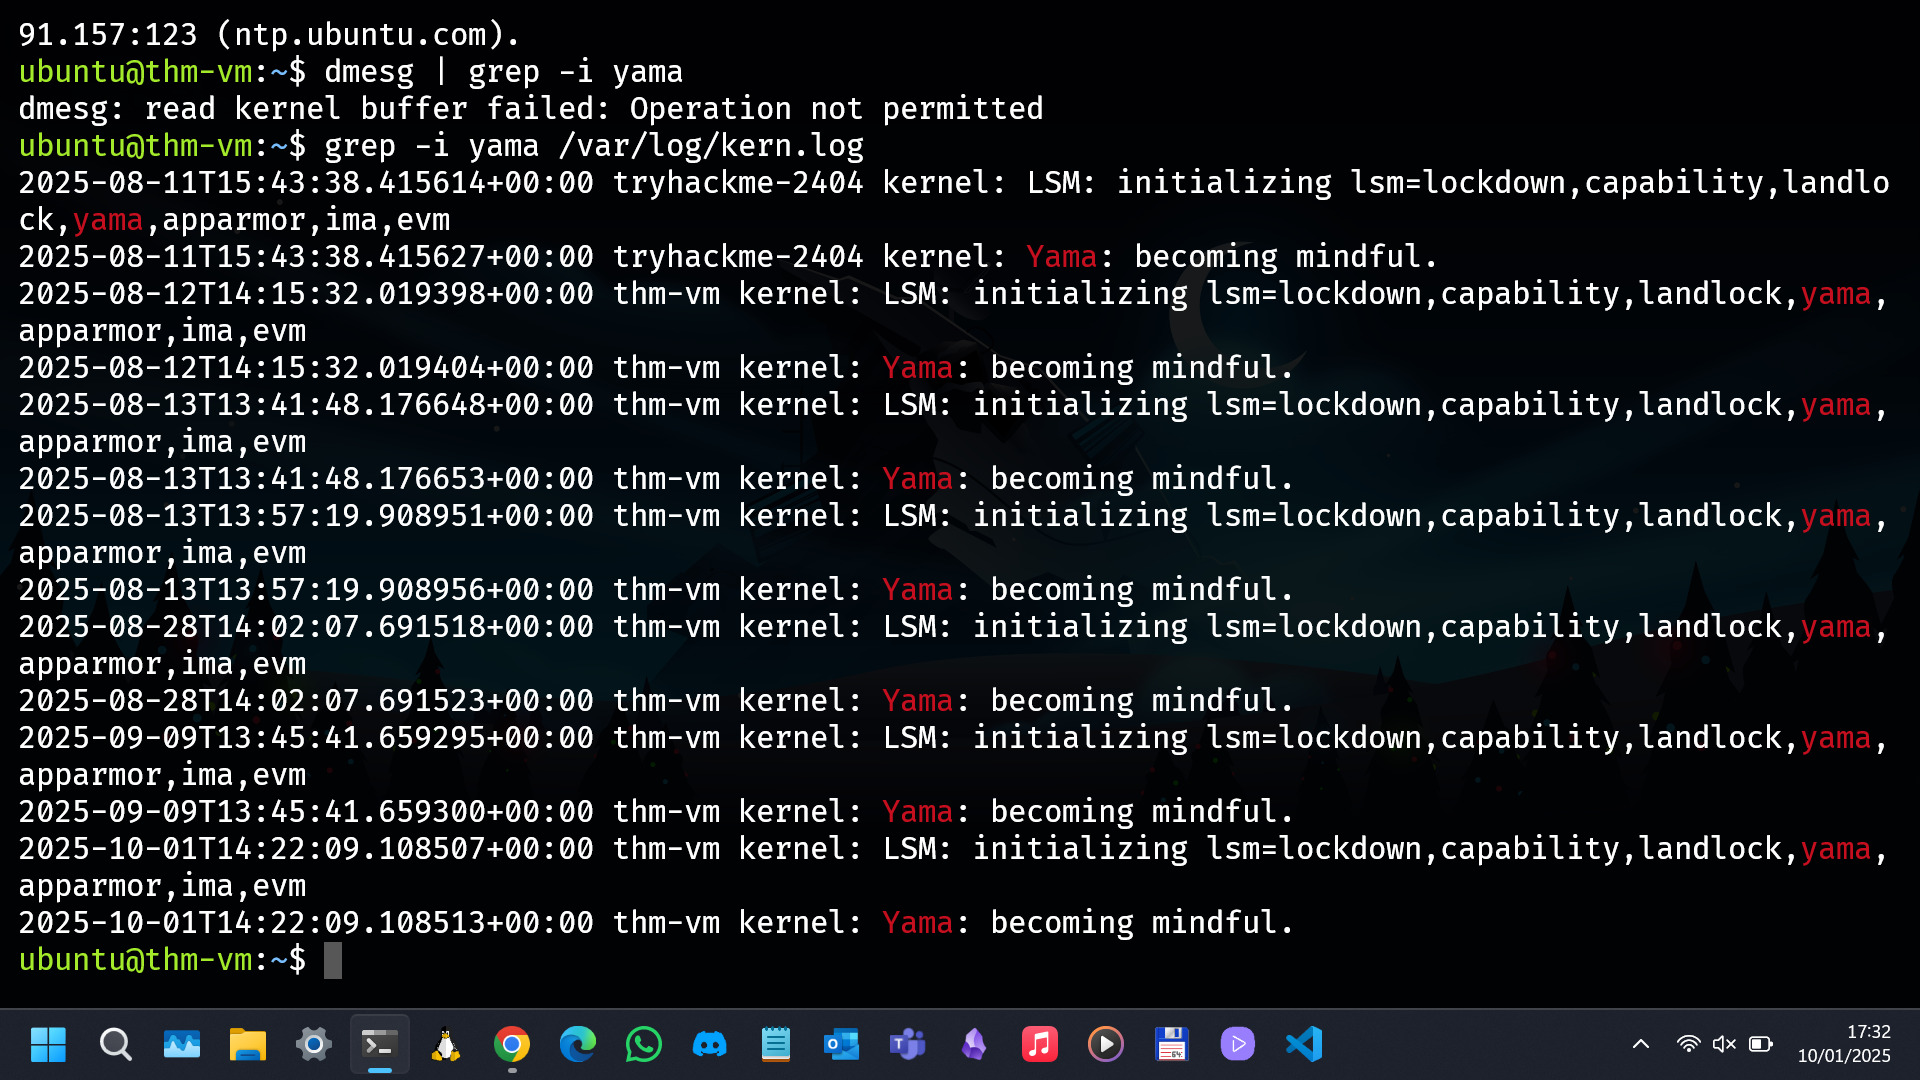 91.157:123 (ntp.ubuntu.com).
ubuntu@thm-vm:~$ dmesg | grep -i yama
dmesg: read kernel buffer failed: Operation not permitted
ubuntu@thm-vm:~$ grep -i yama /var/log/kern.log
2025-08-11T15:43:38.415614+00:00 tryhackme-2404 kernel: LSM: initializing lsm=lockdown,capability,landlo
ck,yama,apparmor,ima,evm
2025-08-11T15:43:38.415627+00:00 tryhackme-2404 kernel: Yama: becoming mindful.
2025-08-12T14:15:32.019398+00:00 thm-vm kernel: LSM: initializing lsm=lockdown,capability,landlock,yama,
apparmor,ima,evm
2025-08-12T14:15:32.019404+00:00 thm-vm kernel: Yama: becoming mindful.
2025-08-13T13:41:48.176648+00:00 thm-vm kernel: LSM: initializing lsm=lockdown,capability,landlock,yama,
apparmor,ima,evm
2025-08-13T13:41:48.176653+00:00 thm-vm kernel: Yama: becoming mindful.
2025-08-13T13:57:19.908951+00:00 thm-vm kernel: LSM: initializing lsm=lockdown,capability,landlock,yama,
apparmor,ima,evm
2025-08-13T13:57:19.908956+00:00 thm-vm kernel: Yama: becoming mindful.
2025-08-28T14:02:07.691518+00:00 thm-vm kernel: LSM: initializing lsm=lockdown,capability,landlock,yama,
apparmor,ima,evm
2025-08-28T14:02:07.691523+00:00 thm-vm kernel: Yama: becoming mindful.
2025-09-09T13:45:41.659295+00:00 thm-vm kernel: LSM: initializing lsm=lockdown,capability,landlock,yama,
apparmor,ima,evm
2025-09-09T13:45:41.659300+00:00 thm-vm kernel: Yama: becoming mindful.
2025-10-01T14:22:09.108507+00:00 thm-vm kernel: LSM: initializing lsm=lockdown,capability,landlock,yama,
apparmor,ima,evm
2025-10-01T14:22:09.108513+00:00 thm-vm kernel: Yama: becoming mindful.
ubuntu@thm-vm:~$
17:32
10/01/2025